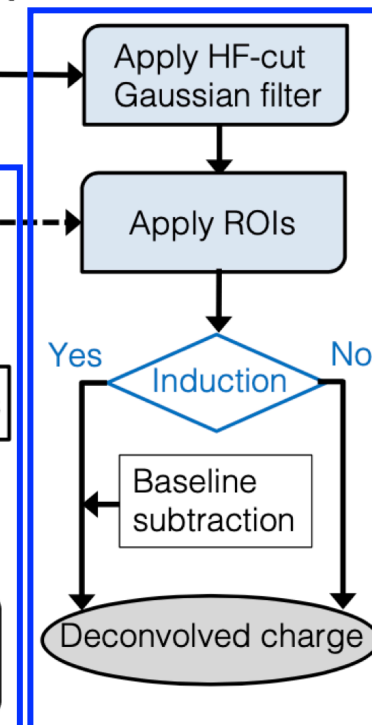 Apply HF-cut
Gaussian filter
Apply ROIs
Yes
No
Induction
Baseline
subtraction
Deconvolved charge